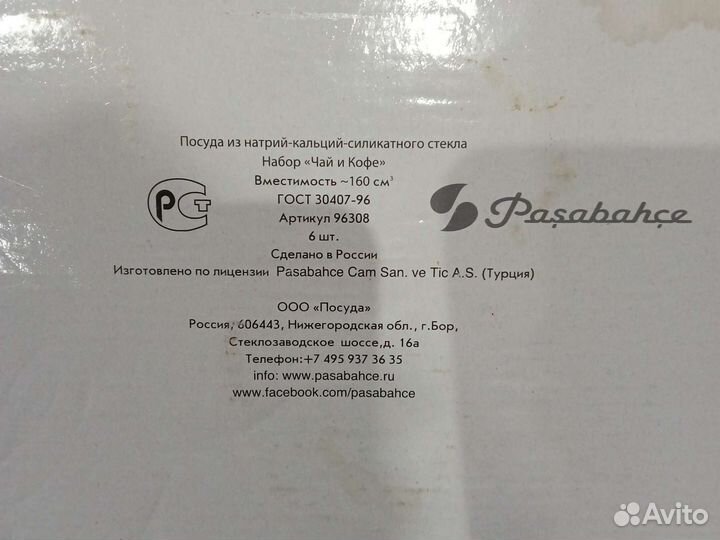 Посуда из натрий-кальций-силикатного стекла
Набор «Чай и Кофе»
Вместимость ~160 см³
ГОСТ 30407-96
Артикул 96308
6 шт.
Сделано в России
Изготовлено по лицензии Pasabahce Cam San. ve Tic A.S. (Турция)
РСТ
Paşabahçe
ООО «Посуда»
Россия, 606443, Нижегородская обл., г.Бор,
Стеклозаводское шоссе,д. 16а
Телефон:+7 495 937 36 35
info: www.pasabahce.ru
www.facebook.com/pasabahce
Avito